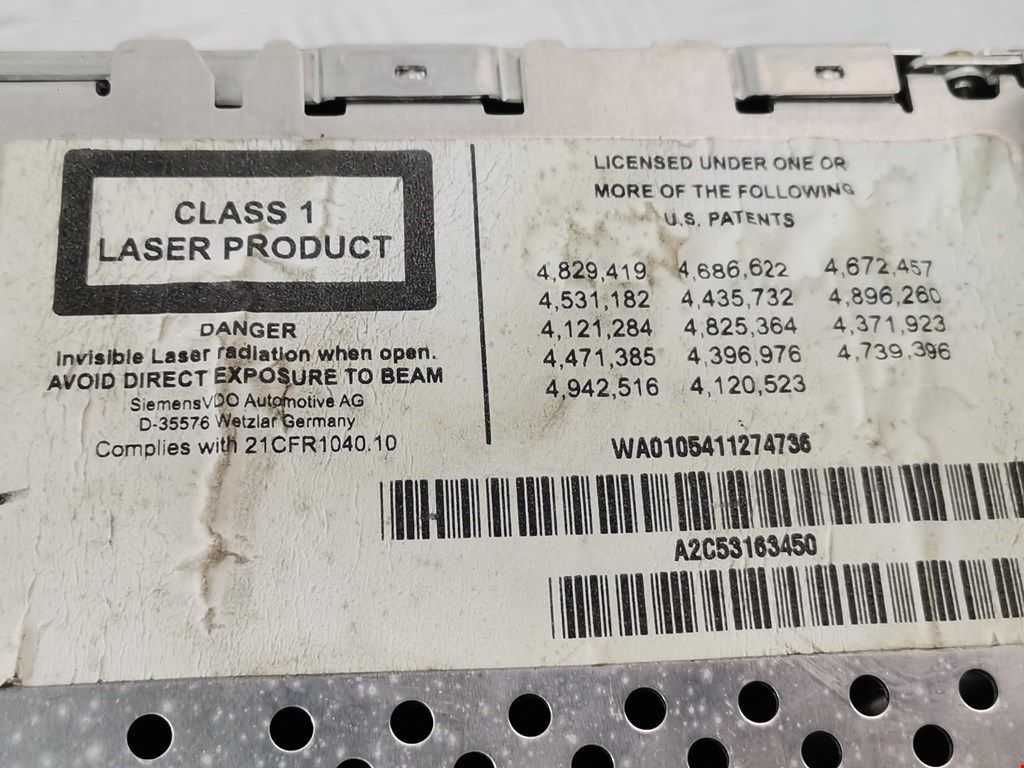 CLASS 1
LASER PRODUCT
DANGER
Invisible Laser radiation when open.
AVOID DIRECT EXPOSURE TO BEAM
SiemensVDO Automotive AG
D-35576 Wetzlar Germany
Complies with 21CFR1040.10
LICENSED UNDER ONE OR
MORE OF THE FOLLOWING
U.S. PATENTS
4,829,419 4,686,622 4,672,457
4,531,182 4,435,732 4,896,260
4,121,284 4,825,364 4,371,923
4,471,385 4,396,976 4,739,396
4,942,516 4,120,523
WA0105411274736
A2C53163450